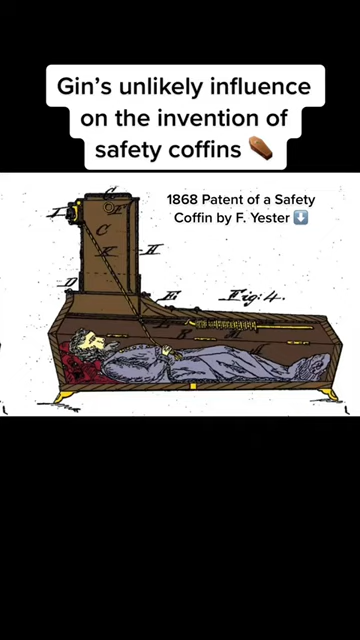 Gin's unlikely influence
on the invention of
safety coffins ⚰️
1868 Patent of a Safety
Coffin by F. Yester ⬇️
G
I
F
C
K
H
D
E
Fig: 4.